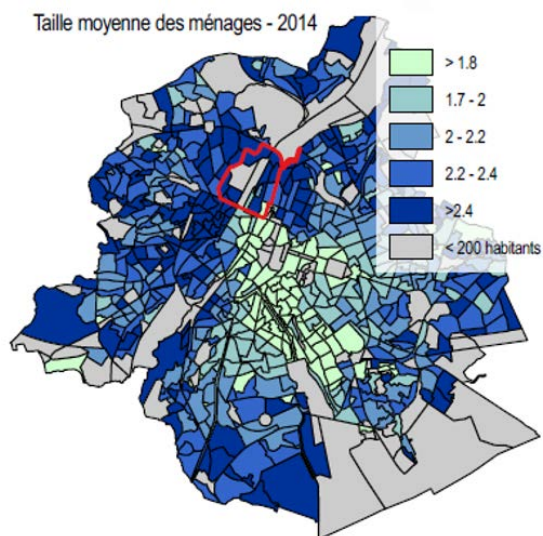 Taille moyenne des ménages - 2014
> 1.8
1.7 - 2
2 - 2.2
2.2 - 2.4
>2.4
< 200 habitants